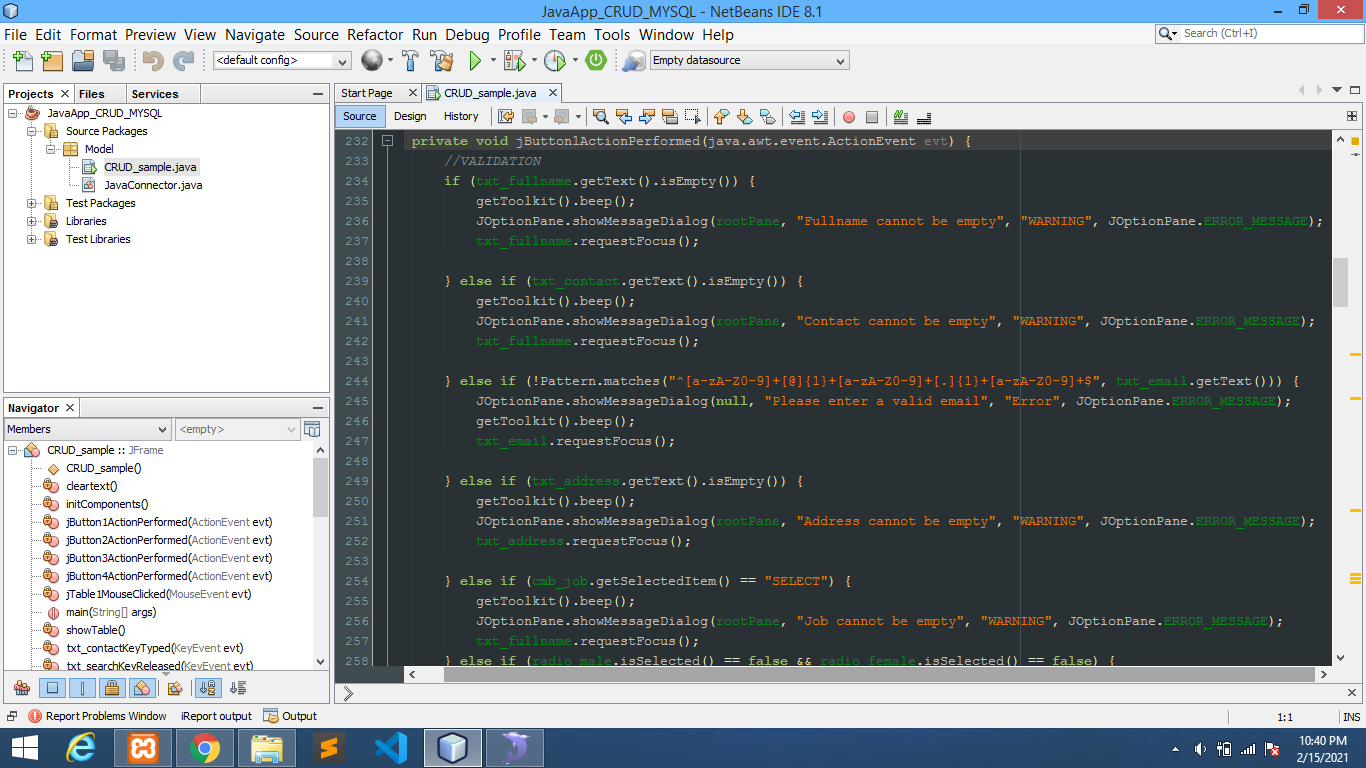 JavaApp_CRUD_MYSQL - NetBeans IDE 8.1
File Edit Format Preview View Navigate Source Refactor Run Debug Profile Team Tools Window Help
Search (Ctrl+I)
<default config>
Empty datasource
Projects Files Services
JavaApp_CRUD_MYSQL
Source Packages
Model
CRUD_sample.java
JavaConnector.java
Test Packages
Libraries
Test Libraries
Navigator
Members
<empty>
CRUD_sample :: JFrame
CRUD_sample()
cleartext()
initComponents()
jButton1ActionPerformed(ActionEvent evt)
jButton2ActionPerformed(ActionEvent evt)
jButton3ActionPerformed(ActionEvent evt)
jButton4ActionPerformed(ActionEvent evt)
jTable1MouseClicked(MouseEvent evt)
main(String[] args)
showTable()
txt_contactKeyTyped(KeyEvent evt)
txt_searchKeyReleased(KeyEvent evt)
Start Page CRUD_sample.java
Source Design History
232 private void jButton1ActionPerformed(java.awt.event.ActionEvent evt) {
233 //VALIDATION
234 if (txt_fullname.getText().isEmpty()) {
235 getToolkit().beep();
236 JOptionPane.showMessageDialog(rootPane, "Fullname cannot be empty", "WARNING", JOptionPane.ERROR_MESSAGE);
237 txt_fullname.requestFocus();
238
239 } else if (txt_contact.getText().isEmpty()) {
240 getToolkit().beep();
241 JOptionPane.showMessageDialog(rootPane, "Contact cannot be empty", "WARNING", JOptionPane.ERROR_MESSAGE);
242 txt_fullname.requestFocus();
243
244 } else if (!Pattern.matches("^[a-zA-Z0-9]+[@]{1}+[a-zA-Z0-9]+[.]{1}+[a-zA-Z0-9]+$", txt_email.getText())) {
245 JOptionPane.showMessageDialog(null, "Please enter a valid email", "Error", JOptionPane.ERROR_MESSAGE);
246 getToolkit().beep();
247 txt_email.requestFocus();
248
249 } else if (txt_address.getText().isEmpty()) {
250 getToolkit().beep();
251 JOptionPane.showMessageDialog(rootPane, "Address cannot be empty", "WARNING", JOptionPane.ERROR_MESSAGE);
252 txt_address.requestFocus();
253
254 } else if (cmb_job.getSelectedItem() == "SELECT") {
255 getToolkit().beep();
256 JOptionPane.showMessageDialog(rootPane, "Job cannot be empty", "WARNING", JOptionPane.ERROR_MESSAGE);
257 txt_fullname.requestFocus();
258 } else if (radio_male.isSelected() == false && radio_female.isSelected() == false) {
Report Problems Window iReport output Output
1:1 INS
10:40 PM
2/15/2021